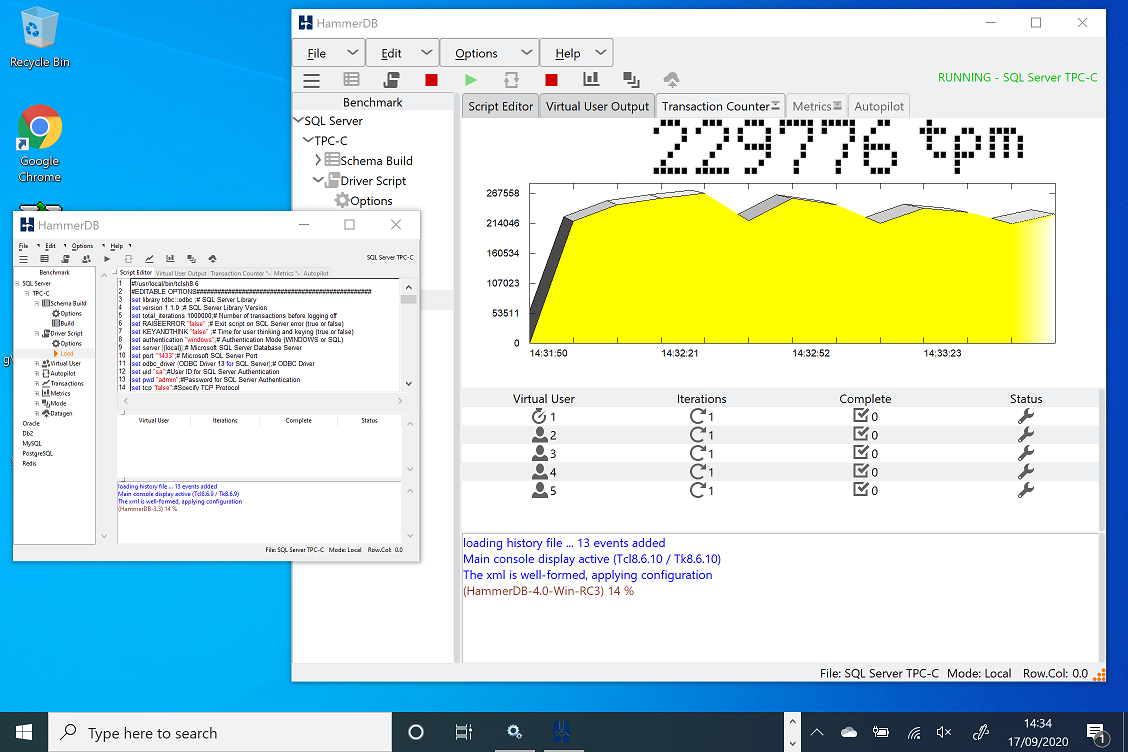 Recycle Bin
Google
Chrome
HammerDB
File Edit Options Help
RUNNING - SQL Server TPC-C
Benchmark
SQL Server
TPC-C
Schema Build
Driver Script
Options
Script Editor Virtual User Output Transaction Counter Metrics Autopilot
229776 tpm
267558
214046
160534
107023
53511
0
14:31:50 14:32:21 14:32:52 14:33:23
Virtual User Iterations Complete Status
1 1 0
2 1 0
3 1 0
4 1 0
5 1 0
loading history file ... 13 events added
Main console display active (Tcl8.6.10 / Tk8.6.10)
The xml is well-formed, applying configuration
(HammerDB-4.0-Win-RC3) 14 %
File: SQL Server TPC-C Mode: Local Row.Col: 0.0
HammerDB
File Edit Options Help
SQL Server TPC-C
Benchmark
SQL Server
TPC-C
Schema Build
Options
Build
Driver Script
Options
Load
Virtual User
Autopilot
Transactions
Metrics
Mode
Datagen
Oracle
Db2
MySQL
PostgreSQL
Redis
Script Editor Virtual User Output Transaction Counter Metrics Autopilot
1 #!/usr/local/bin/tclsh8.6
2 #EDITABLE OPTIONS##################################################
3 set library tdbc::odbc ;# SQL Server Library
4 set version 1.1.0 ;# SQL Server Library Version
5 set total_iterations 1000000;# Number of transactions before logging off
6 set RAISEERROR "false" ;# Exit script on SQL Server error (true or false)
7 set KEYANDTHINK "false" ;# Time for user thinking and keying (true or false)
8 set authentication "windows";# Authentication Mode (WINDOWS or SQL)
9 set server {(local)};# Microsoft SQL Server Database Server
10 set port "1433";# Microsoft SQL Server Port
11 set odbc_driver {ODBC Driver 13 for SQL Server};# ODBC Driver
12 set uid "sa";#User ID for SQL Server Authentication
13 set pwd "admin";#Password for SQL Server Authentication
14 set tcp "false";#Specify TCP Protocol
Virtual User Iterations Complete Status
loading history file ... 13 events added
Main console display active (Tcl8.6.9 / Tk8.6.9)
The xml is well-formed, applying configuration
(HammerDB-3.3) 14 %
File: SQL Server TPC-C Mode: Local Row.Col: 0.0
Type here to search
14:34
17/09/2020
1